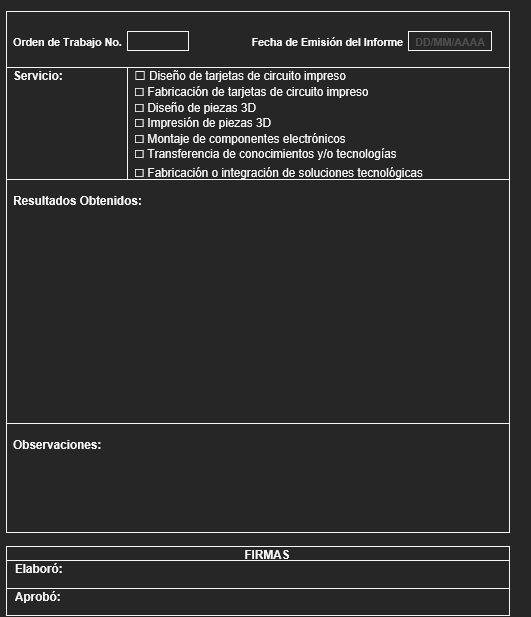 Orden de Trabajo No. Fecha de Emisión del Informe DD/MM/AAAA
Servicio:
☐ Diseño de tarjetas de circuito impreso
☐ Fabricación de tarjetas de circuito impreso
☐ Diseño de piezas 3D
☐ Impresión de piezas 3D
☐ Montaje de componentes electrónicos
☐ Transferencia de conocimientos y/o tecnologías
☐ Fabricación o integración de soluciones tecnológicas
Resultados Obtenidos:
Observaciones:
FIRMAS
Elaboró:
Aprobó: